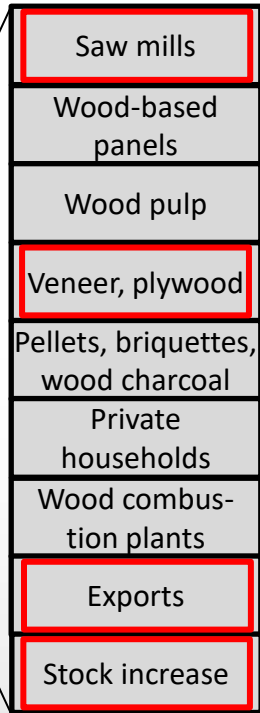 Saw mills
Wood-based
panels
Wood pulp
Veneer, plywood
Pellets, briquettes,
wood charcoal
Private
households
Wood combus-
tion plants
Exports
Stock increase